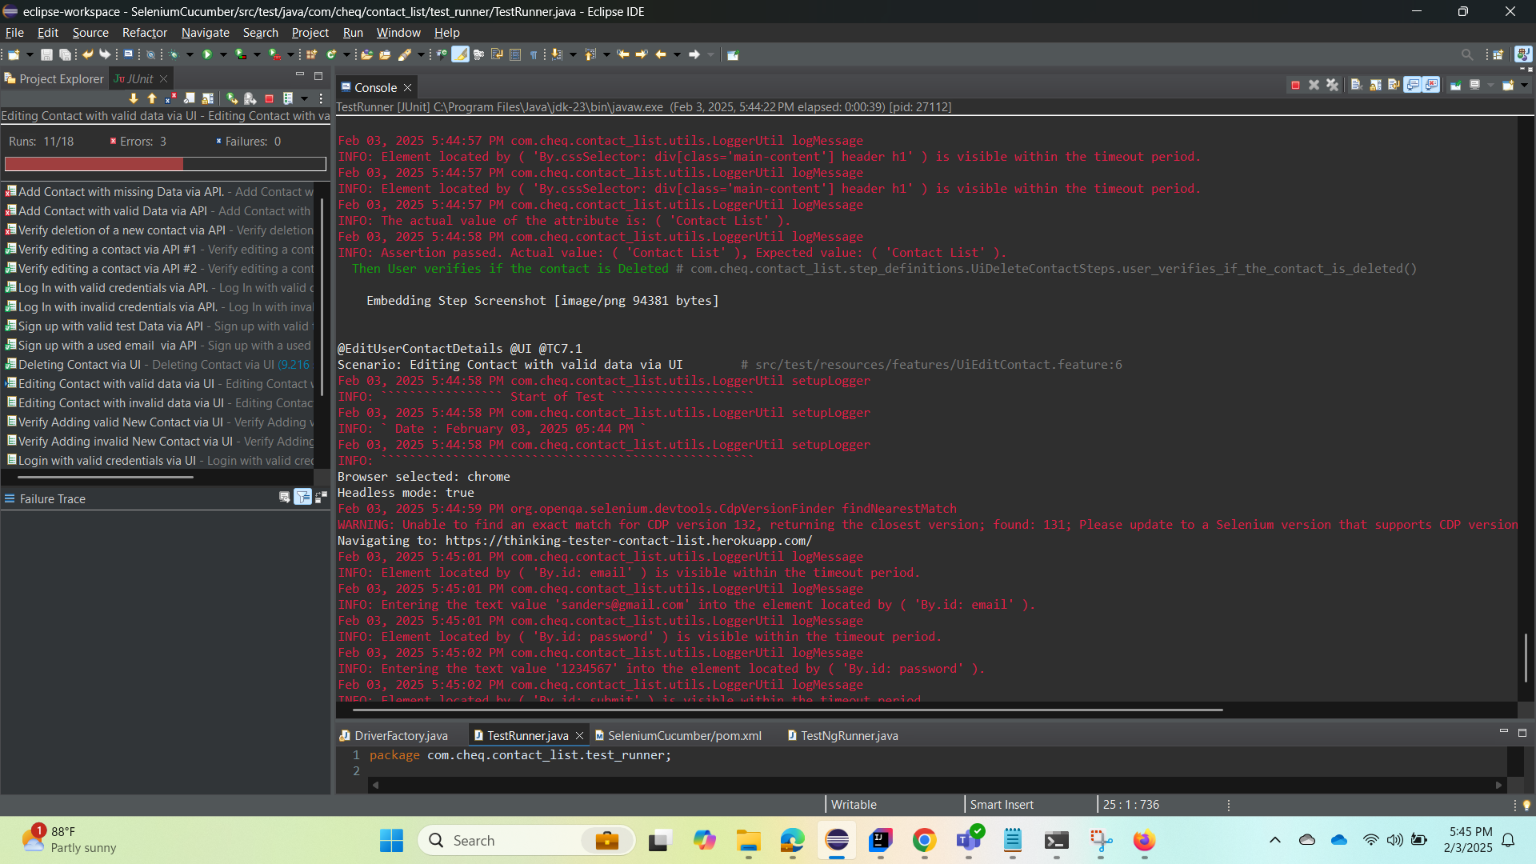 eclipse-workspace - SeleniumCucumber/src/test/java/com/cheq/contact_list/test_runner/TestRunner.java - Eclipse IDE
File Edit Source Refactor Navigate Search Project Run Window Help
Project Explorer
JUnit
Editing Contact with valid data via UI - Editing Contact with va
Runs: 11/18 Errors: 3 Failures: 0
Add Contact with missing Data via API. - Add Contact w
Add Contact with valid Data via API - Add Contact with
Verify deletion of a new contact via API - Verify deletion
Verify editing a contact via API #1 - Verify editing a cont
Verify editing a contact via API #2 - Verify editing a cont
Log In with valid credentials via API. - Log In with valid c
Log In with invalid credentials via API. - Log In with inva
Sign up with valid test Data via API - Sign up with valid
Sign up with a used email via API - Sign up with a used
Deleting Contact via UI - Deleting Contact via UI (9.216
Editing Contact with valid data via UI - Editing Contact
Editing Contact with invalid data via UI - Editing Contac
Verify Adding valid New Contact via UI - Verify Adding
Verify Adding invalid New Contact via UI - Verify Adding
Login with valid credentials via UI - Login with valid cre
Failure Trace
Console
TestRunner [JUnit] C:\Program Files\Java\jdk-23\bin\javaw.exe (Feb 3, 2025, 5:44:22 PM elapsed: 0:00:39) [pid: 27112]
Feb 03, 2025 5:44:57 PM com.cheq.contact_list.utils.LoggerUtil logMessage
INFO: Element located by ( 'By.cssSelector: div[class='main-content'] header h1' ) is visible within the timeout period.
Feb 03, 2025 5:44:57 PM com.cheq.contact_list.utils.LoggerUtil logMessage
INFO: Element located by ( 'By.cssSelector: div[class='main-content'] header h1' ) is visible within the timeout period.
Feb 03, 2025 5:44:57 PM com.cheq.contact_list.utils.LoggerUtil logMessage
INFO: The actual value of the attribute is: ( 'Contact List' ).
Feb 03, 2025 5:44:58 PM com.cheq.contact_list.utils.LoggerUtil logMessage
INFO: Assertion passed. Actual value: ( 'Contact List' ), Expected value: ( 'Contact List' ).
Then User verifies if the contact is Deleted # com.cheq.contact_list.step_definitions.UiDeleteContactSteps.user_verifies_if_the_contact_is_deleted()
Embedding Step Screenshot [image/png 94381 bytes]
@EditUserContactDetails @UI @TC7.1
Scenario: Editing Contact with valid data via UI # src/test/resources/features/UiEditContact.feature:6
Feb 03, 2025 5:44:58 PM com.cheq.contact_list.utils.LoggerUtil setupLogger
INFO: ````````````````` Start of Test ````````````````````
Feb 03, 2025 5:44:58 PM com.cheq.contact_list.utils.LoggerUtil setupLogger
INFO: ` Date : February 03, 2025 05:44 PM `
Feb 03, 2025 5:44:58 PM com.cheq.contact_list.utils.LoggerUtil setupLogger
INFO: ````````````````````````````````````````````````````
Browser selected: chrome
Headless mode: true
Feb 03, 2025 5:44:59 PM org.openqa.selenium.devtools.CdpVersionFinder findNearestMatch
WARNING: Unable to find an exact match for CDP version 132, returning the closest version; found: 131; Please update to a Selenium version that supports CDP version
Navigating to: https://thinking-tester-contact-list.herokuapp.com/
Feb 03, 2025 5:45:01 PM com.cheq.contact_list.utils.LoggerUtil logMessage
INFO: Element located by ( 'By.id: email' ) is visible within the timeout period.
Feb 03, 2025 5:45:01 PM com.cheq.contact_list.utils.LoggerUtil logMessage
INFO: Entering the text value 'sanders@gmail.com' into the element located by ( 'By.id: email' ).
Feb 03, 2025 5:45:01 PM com.cheq.contact_list.utils.LoggerUtil logMessage
INFO: Element located by ( 'By.id: password' ) is visible within the timeout period.
Feb 03, 2025 5:45:02 PM com.cheq.contact_list.utils.LoggerUtil logMessage
INFO: Entering the text value '1234567' into the element located by ( 'By.id: password' ).
Feb 03, 2025 5:45:02 PM com.cheq.contact_list.utils.LoggerUtil logMessage
INFO: Element located by ( 'By.id: submit' ) is visible within the timeout period
DriverFactory.java TestRunner.java SeleniumCucumber/pom.xml TestNgRunner.java
1 package com.cheq.contact_list.test_runner;
2
Writable Smart Insert 25 : 1 : 736
1 88°F
Partly sunny
Search
5:45 PM
2/3/2025